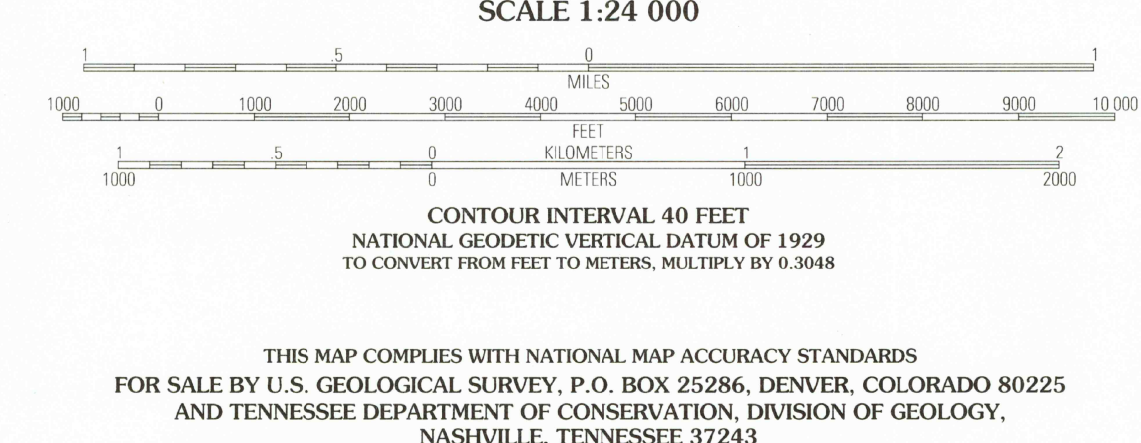 SCALE 1:24 000
1 .5 0 1
MILES
1000 0 1000 2000 3000 4000 5000 6000 7000 8000 9000 10 000
FEET
1 .5 0 KILOMETERS 1 2
1000 0 METERS 1000 2000
CONTOUR INTERVAL 40 FEET
NATIONAL GEODETIC VERTICAL DATUM OF 1929
TO CONVERT FROM FEET TO METERS, MULTIPLY BY 0.3048
THIS MAP COMPLIES WITH NATIONAL MAP ACCURACY STANDARDS
FOR SALE BY U.S. GEOLOGICAL SURVEY, P.O. BOX 25286, DENVER, COLORADO 80225
AND TENNESSEE DEPARTMENT OF CONSERVATION, DIVISION OF GEOLOGY,
NASHVILLE, TENNESSEE 37243